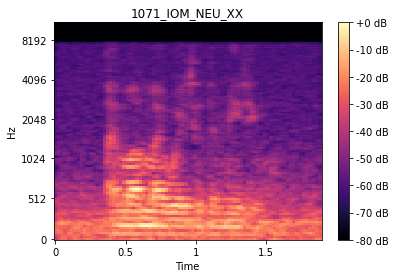 1071_IOM_NEU_XX
8192
4096
2048
1024
512
0
Hz
0
0.5
1
1.5
Time
+0 dB
-10 dB
-20 dB
-30 dB
-40 dB
-50 dB
-60 dB
-70 dB
-80 dB